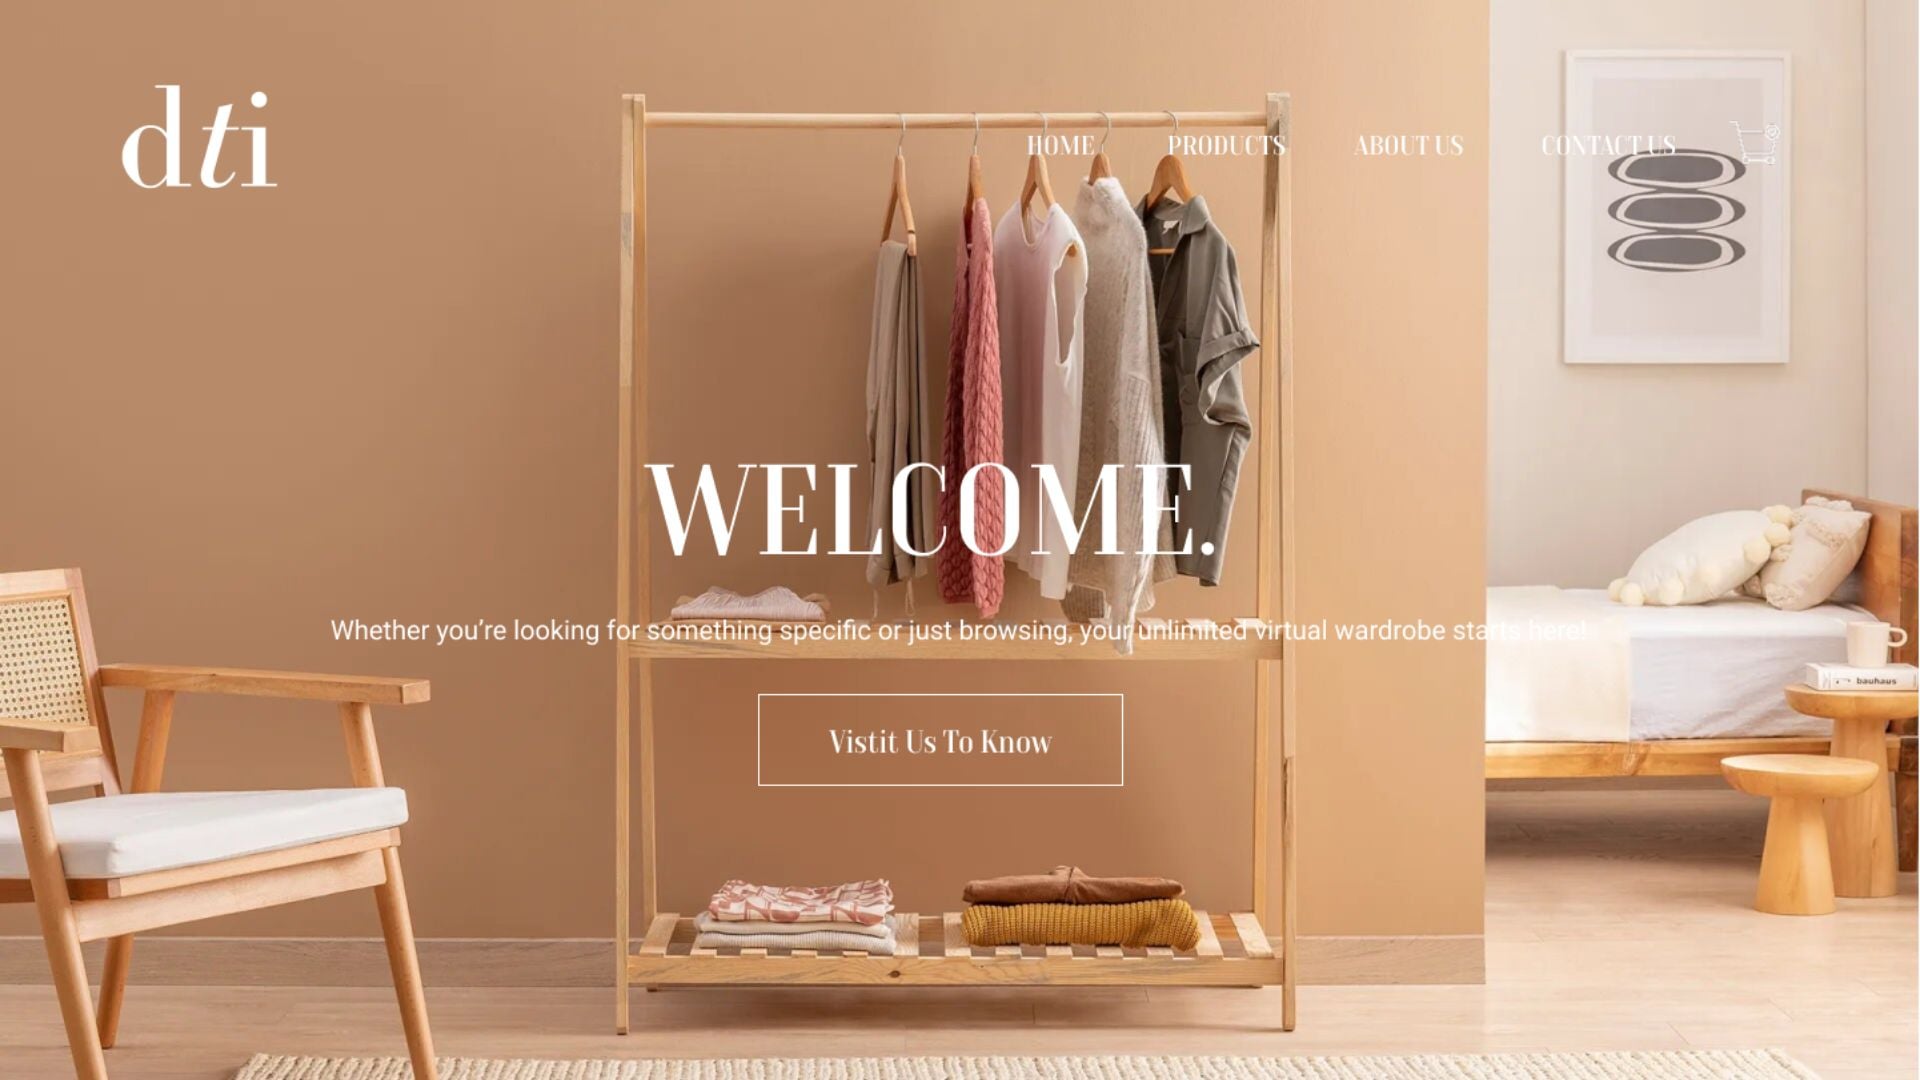 dti
HOME PRODUCTS ABOUT US CONTACT US
WELCOME.
Whether you’re looking for something specific or just browsing, your unlimited virtual wardrobe starts here!
bauhaus
Vistit Us To Know